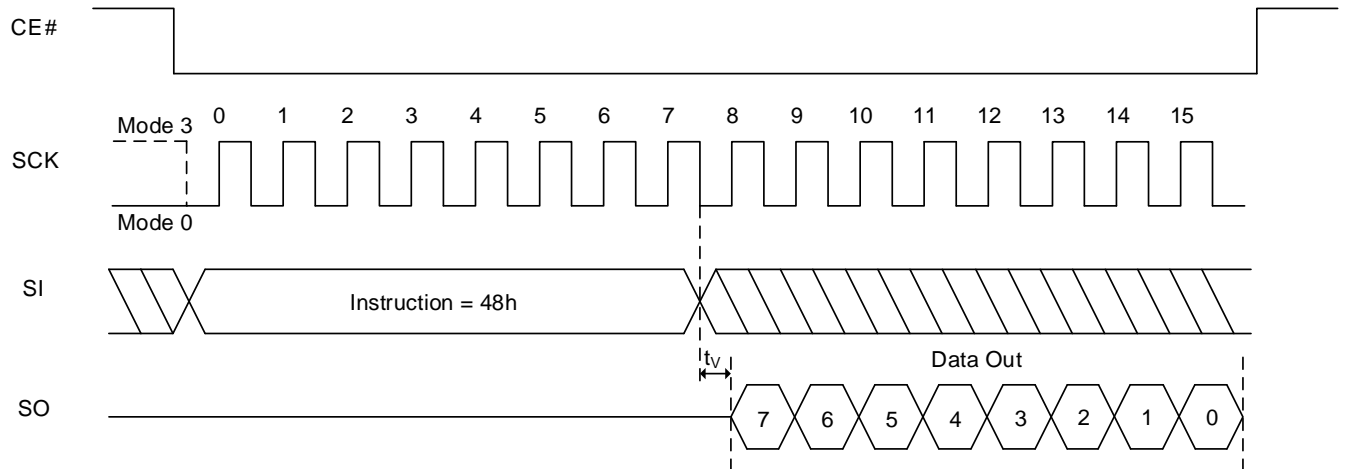 CE#
0 1 2 3 4 5 6 7 8 9 10 11 12 13 14 15
Mode 3
SCK
Mode 0
SI
Instruction = 48h
tV
Data Out
SO
7 6 5 4 3 2 1 0